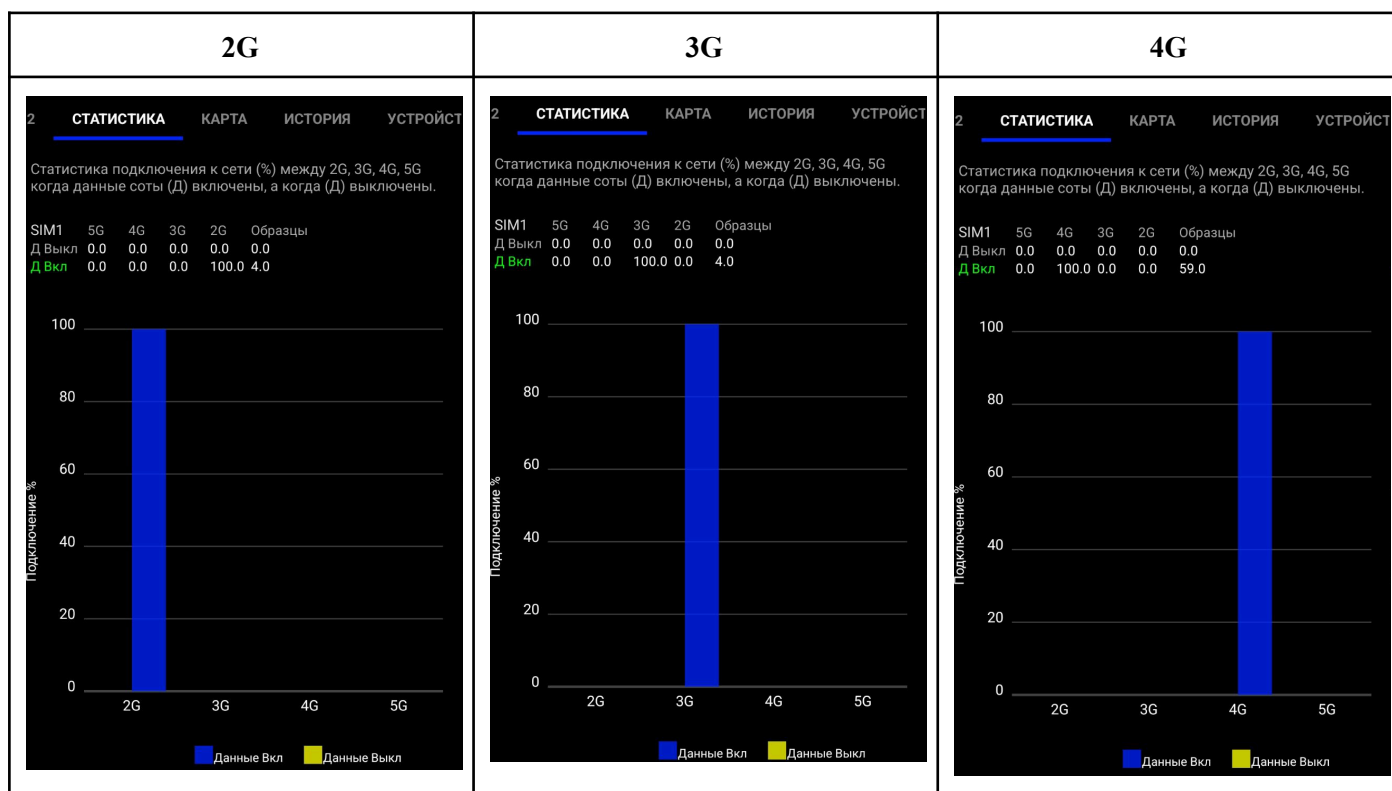 2G
3G
4G
2 СТАТИСТИКА КАРТА ИСТОРИЯ УСТРОЙСТ
Статистика подключения к сети (%) между 2G, 3G, 4G, 5G
когда данные соты (Д) включены, а когда (Д) выключены.
SIM1 5G 4G 3G 2G Образцы
Д Выкл 0.0 0.0 0.0 0.0 0.0
Д Вкл 0.0 0.0 0.0 100.0 4.0
100
80
60
40
20
0
Подключение %
2G 3G 4G 5G
Данные Вкл Данные Выкл
2 СТАТИСТИКА КАРТА ИСТОРИЯ УСТРОЙСТ
Статистика подключения к сети (%) между 2G, 3G, 4G, 5G
когда данные соты (Д) включены, а когда (Д) выключены.
SIM1 5G 4G 3G 2G Образцы
Д Выкл 0.0 0.0 0.0 0.0 0.0
Д Вкл 0.0 0.0 100.0 0.0 4.0
100
80
60
40
20
0
Подключение %
2G 3G 4G 5G
Данные Вкл Данные Выкл
2 СТАТИСТИКА КАРТА ИСТОРИЯ УСТРОЙСТ
Статистика подключения к сети (%) между 2G, 3G, 4G, 5G
когда данные соты (Д) включены, а когда (Д) выключены.
SIM1 5G 4G 3G 2G Образцы
Д Выкл 0.0 0.0 0.0 0.0 0.0
Д Вкл 0.0 100.0 0.0 0.0 59.0
100
80
60
40
20
0
Подключение %
2G 3G 4G 5G
Данные Вкл Данные Выкл